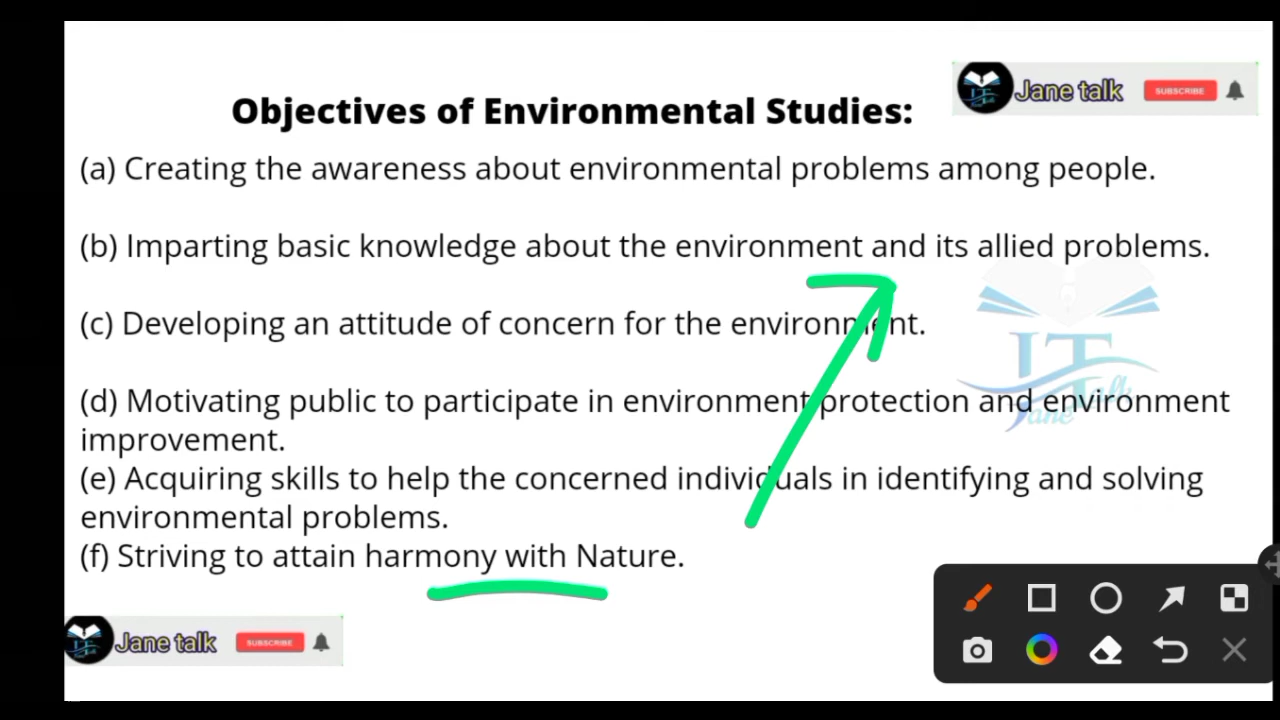 Jane talk SUBSCRIBE
Objectives of Environmental Studies:
(a) Creating the awareness about environmental problems among people.
(b) Imparting basic knowledge about the environment and its allied problems.
(c) Developing an attitude of concern for the environment.
(d) Motivating public to participate in environment protection and environment
improvement.
(e) Acquiring skills to help the concerned individuals in identifying and solving
environmental problems.
(f) Striving to attain harmony with Nature.
JT
Jane Talk
Jane talk SUBSCRIBE